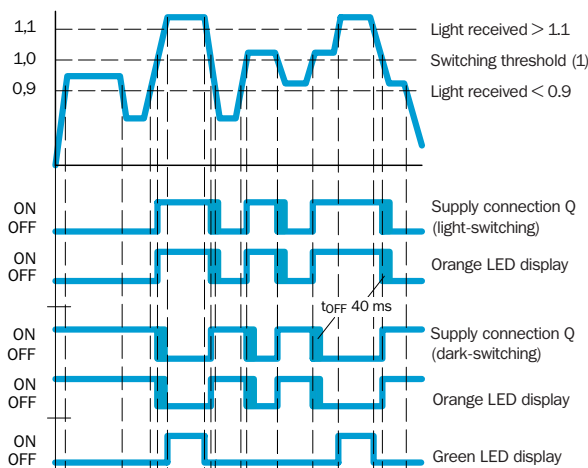 1,1
Light received > 1.1
1,0
Switching threshold (1)
0,9
Light received < 0.9
ON
OFF
Supply connection Q
(light-switching)
ON
OFF
Orange LED display
tOFF 40 ms
ON
OFF
Supply connection Q
(dark-switching)
ON
OFF
Orange LED display
ON
OFF
Green LED display